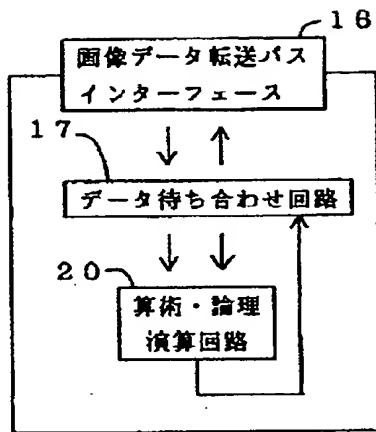 １６
画像データ転送バス
インターフェース
１７
データ待ち合わせ回路
２０
算術・論理
演算回路